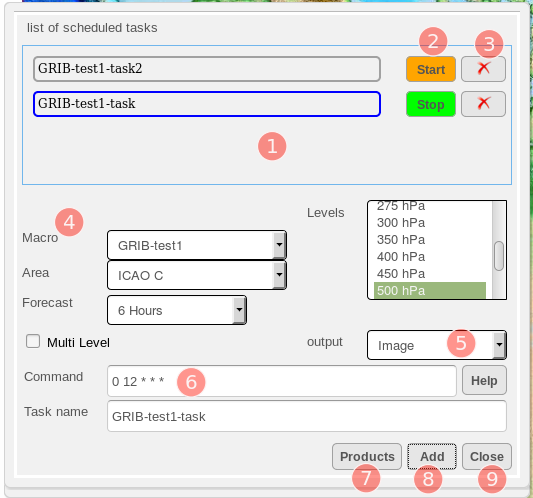 list of scheduled tasks
2
3
GRIB-test1-task2
Start
GRIB-test1-task
Stop
1
4
Levels
275 hPa
300 hPa
350 hPa
400 hPa
450 hPa
500 hPa
Macro
GRIB-test1
Area
ICAO C
Forecast
6 Hours
Multi Level
output
Image
5
Command
0 12 * * *
6
Help
Task name
GRIB-test1-task
Products
Add
Close
7
8
9